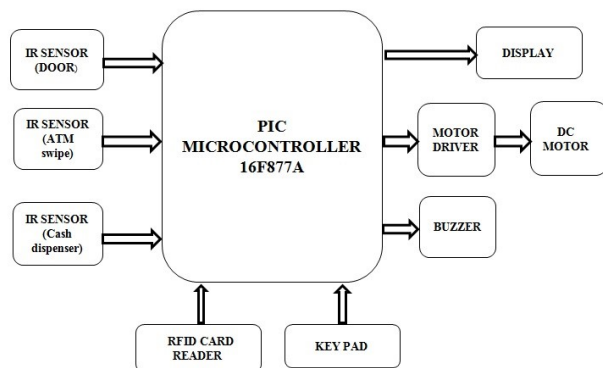 IR SENSOR
(DOOR)
IR SENSOR
(ATM
swipe)
IR SENSOR
(Cash
dispenser)
PIC
MICROCONTROLLER
16F877A
DISPLAY
MOTOR
DRIVER
DC
MOTOR
BUZZER
RFID CARD
READER
KEY PAD